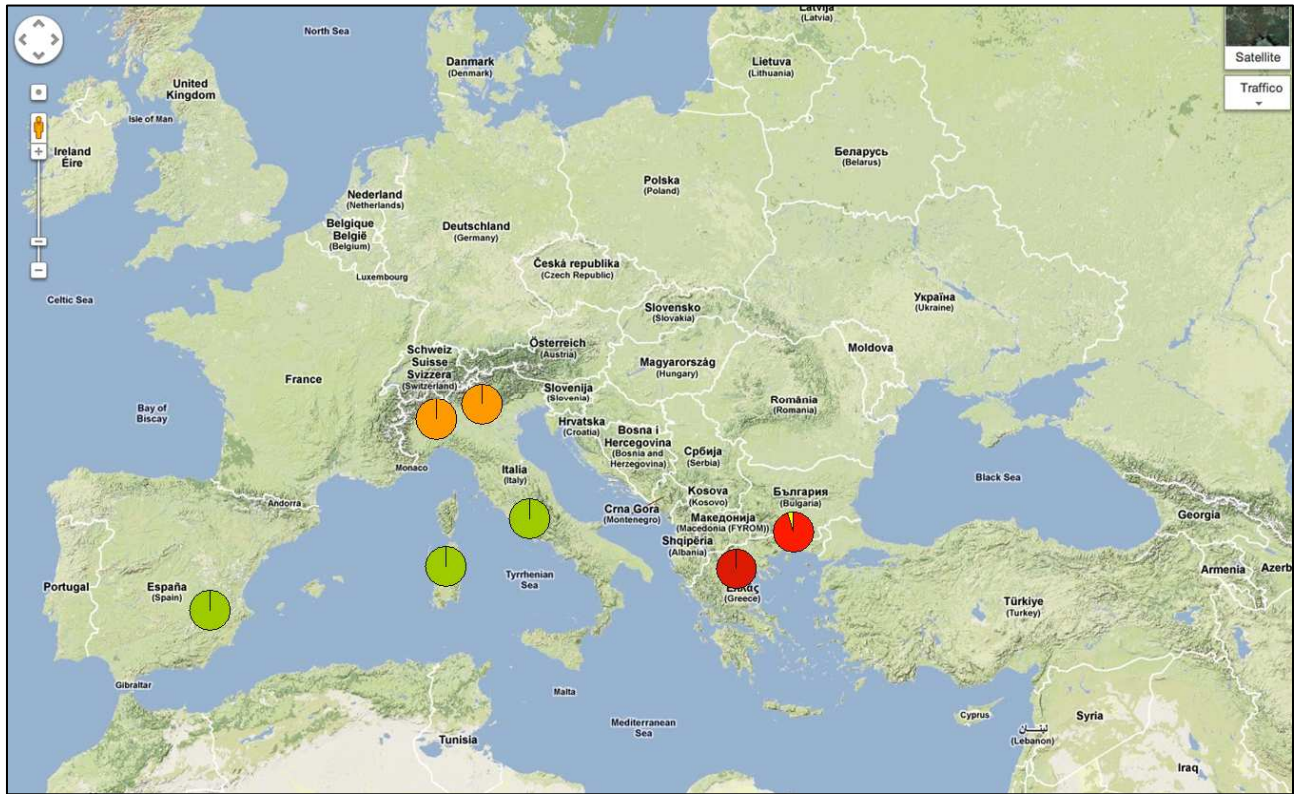 Latvija
(Latvia)
North Sea
Danmark
(Denmark)
Lietuva
(Lithuania)
Satellite
Traffico
United
Kingdom
Isle of Man
Ireland
Éire
Беларусь
(Belarus)
Polska
(Poland)
Nederland
(Netherlands)
Belgique
België
(Belgium)
Deutschland
(Germany)
Luxembourg
Česká republika
(Czech Republic)
Celtic Sea
Україна
(Ukraine)
Slovensko
(Slovakia)
Österreich
(Austria)
Schweiz
Suisse
Svizzera
(Switzerland)
Magyarország
(Hungary)
Moldova
France
Slovenija
(Slovenia)
România
(Romania)
Bay of
Biscay
Hrvatska
(Croatia)
Bosna i
Hercegovina
(Bosnia and
Herzegovina)
Србија
(Serbia)
Monaco
Italia
(Italy)
Black Sea
Andorra
Kosova
(Kosovo)
България
(Bulgaria)
Crna Gora
(Montenegro)
Македонија
(Macedonia (FYROM))
Georgia
Shqipëria
(Albania)
Portugal
España
(Spain)
Tyrrhenian
Sea
Armenia
Azerb
Ελλάς
(Greece)
Türkiye
(Turkey)
Gibraltar
Malta
Mediterranean
Sea
Cyprus
Syria
لبنان
(Lebanon)
Tunisia
Iraq